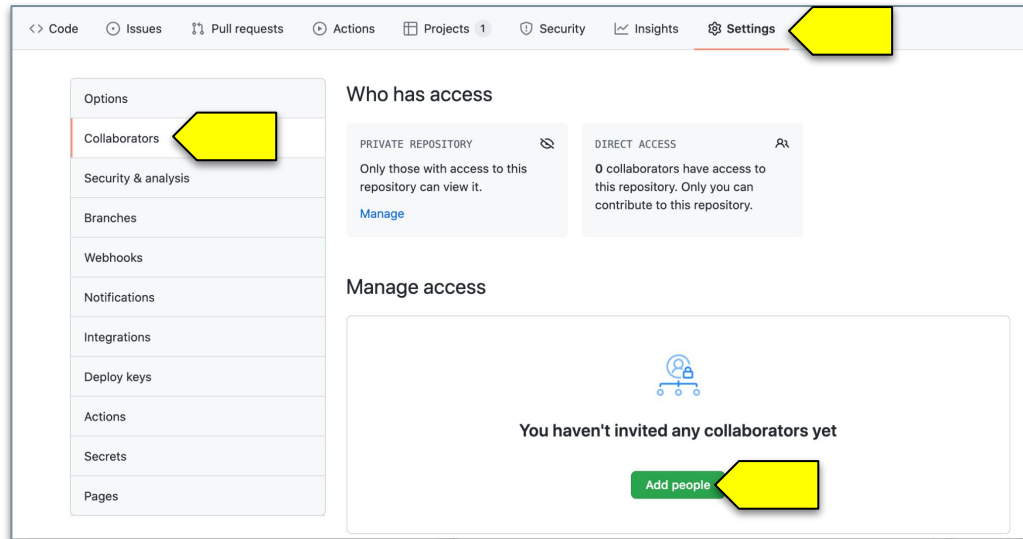 <> Code Issues Pull requests Actions Projects 1 Security Insights Settings
Options
Collaborators
Security & analysis
Branches
Webhooks
Notifications
Integrations
Deploy keys
Actions
Secrets
Pages
Who has access
PRIVATE REPOSITORY
Only those with access to this
repository can view it.
Manage
DIRECT ACCESS
0 collaborators have access to
this repository. Only you can
contribute to this repository.
Manage access
You haven't invited any collaborators yet
Add people